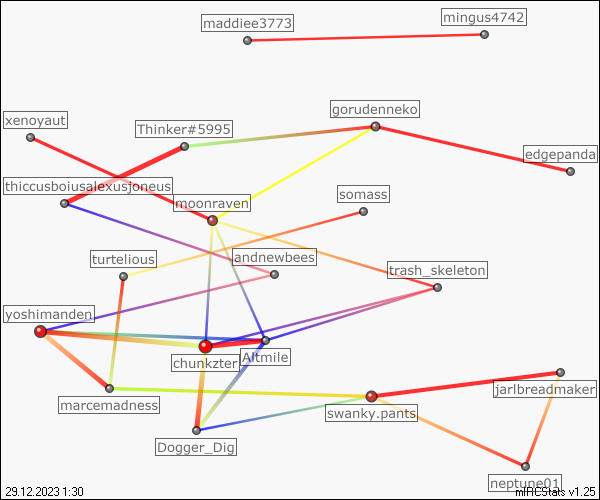 mingus4742
maddiee3773
gorudenneko
xenoyaut
Thinker#5995
edgepanda
thiccusboiusalexusjoneus
somass
moonraven
andnewbees
turtelious
trash_skeleton
yoshimanden
Altmile
chunkzter
jarlbreadmaker
marcemadness
swanky.pants
Dogger_Dig
neptune01
29.12.2023 1:30
mIRCStats v1.25